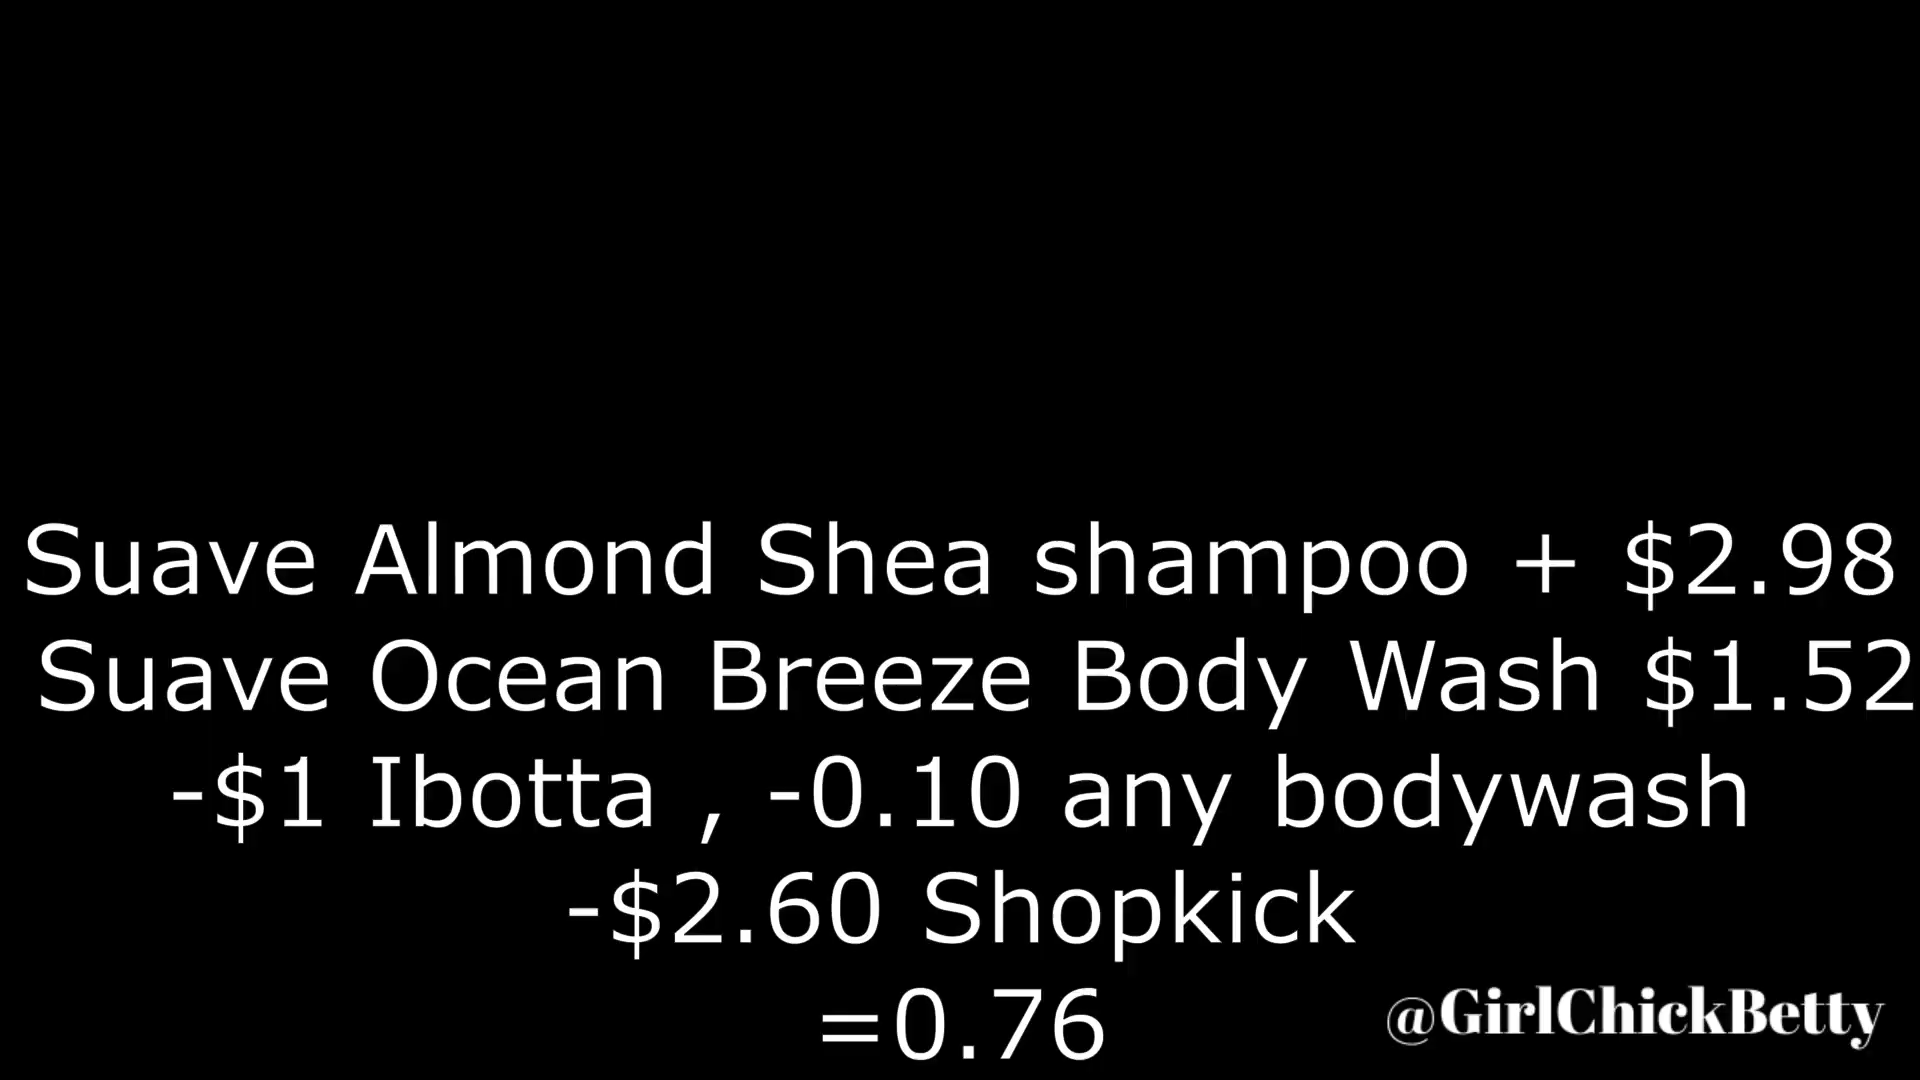 Suave Almond Shea shampoo + $2.98
Suave Ocean Breeze Body Wash $1.52
-$1 Ibotta , -0.10 any bodywash
-$2.60 Shopkick
=0.76
@GirlChickBetty